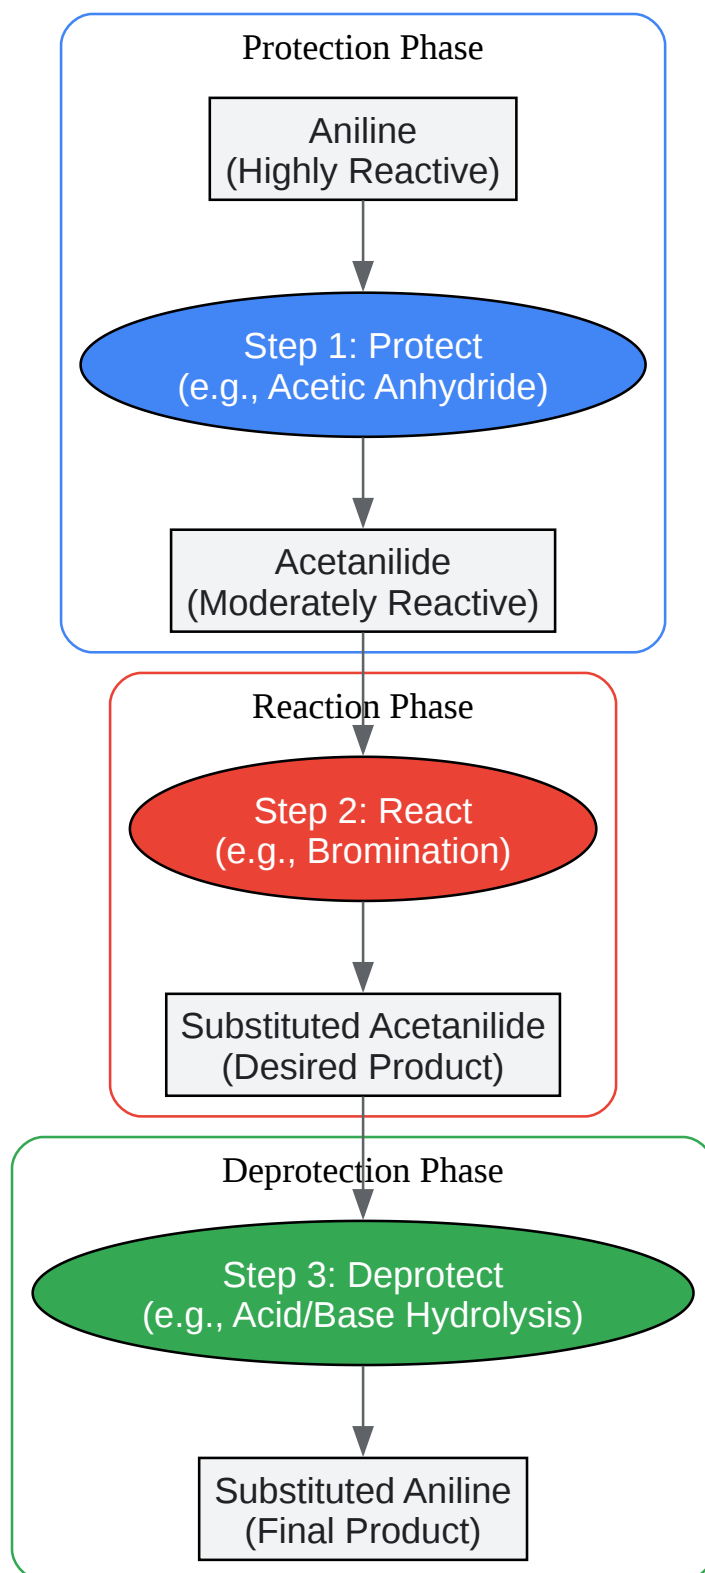 Protection Phase
Aniline
(Highly Reactive)
Step 1: Protect
(e.g., Acetic Anhydride)
Acetanilide
(Moderately Reactive)
Reaction Phase
Step 2: React
(e.g., Bromination)
Substituted Acetanilide
(Desired Product)
Deprotection Phase
Step 3: Deprotect
(e.g., Acid/Base Hydrolysis)
Substituted Aniline
(Final Product)